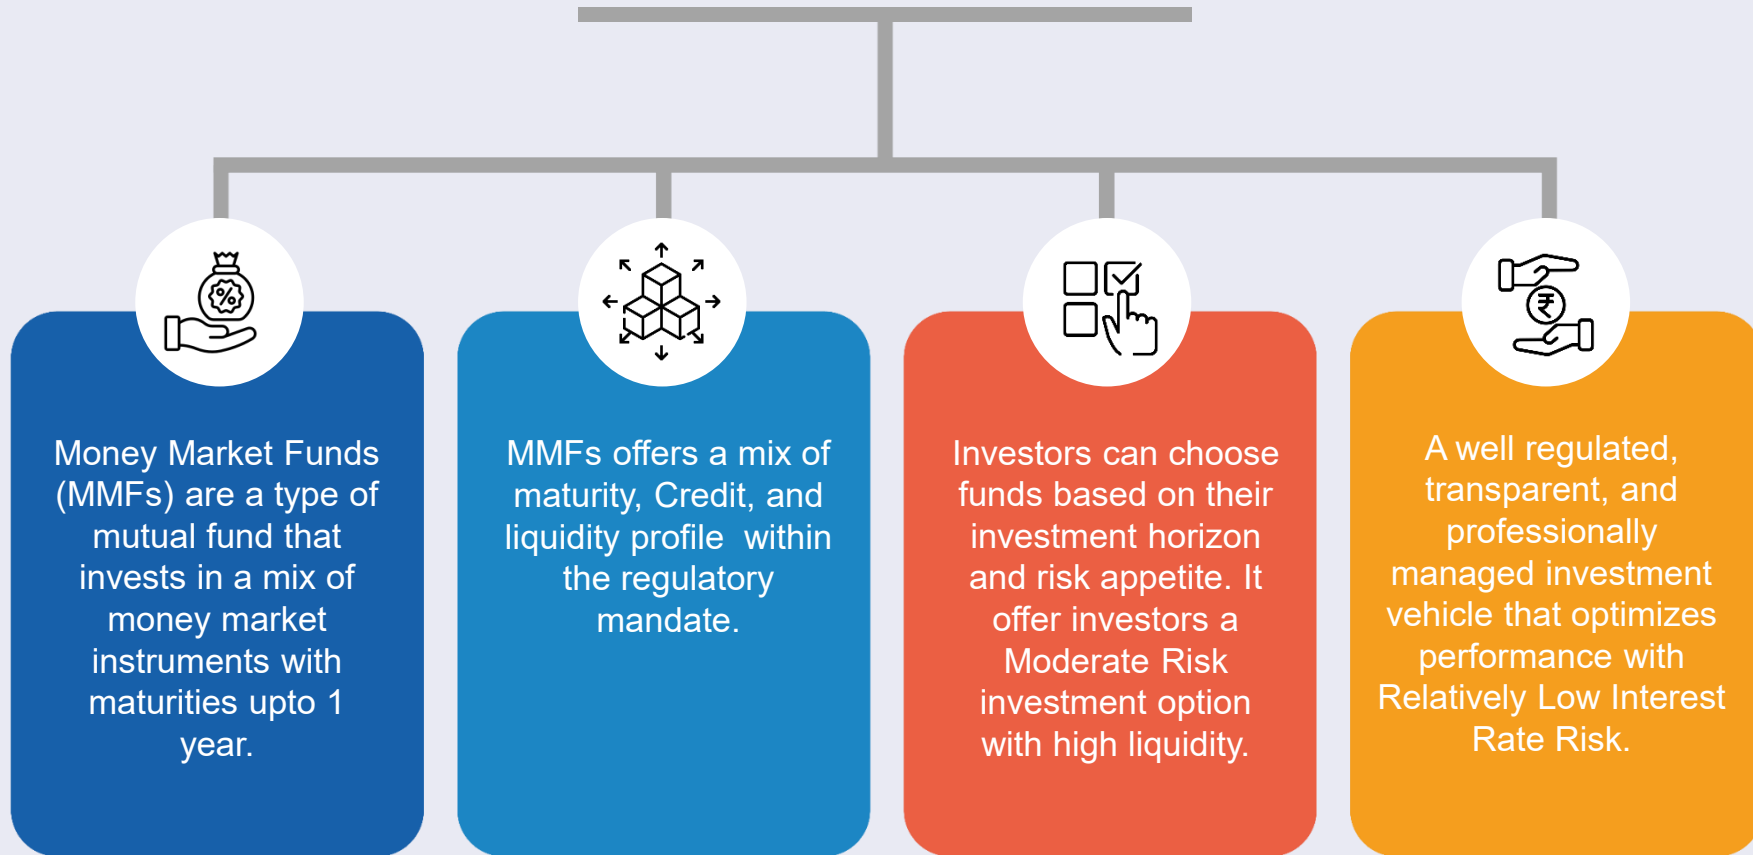 Money Market Funds
(MMFs) are a type of
mutual fund that
invests in a mix of
money market
instruments with
maturities upto 1
year.
MMFs offers a mix of
maturity, Credit, and
liquidity profile within
the regulatory
mandate.
Investors can choose
funds based on their
investment horizon
and risk appetite. It
offer investors a
Moderate Risk
investment option
with high liquidity.
A well regulated,
transparent, and
professionally
managed investment
vehicle that optimizes
performance with
Relatively Low Interest
Rate Risk.